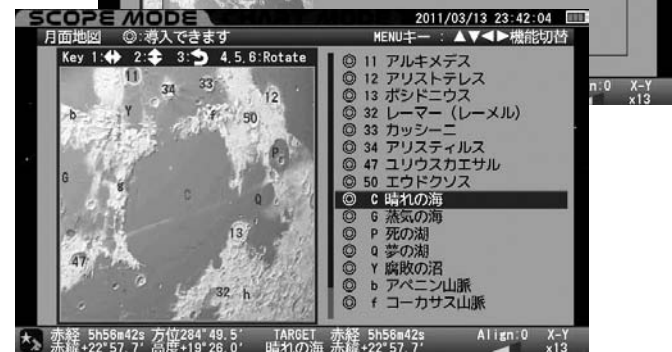 SCOPE MODE 2011/03/13 23:42:04
月面地図 ◎:導入できます MENUキー : ▲▼◀▶機能切替
Key 1:↔ 2:↕ 3:⮌ 4,5,6:Rotate
◎ 11 アルキメデス
◎ 12 アリストテレス
◎ 13 ポシドニウス
◎ 32 レーマー (レーメル)
◎ 33 カッシーニ
◎ 34 アリスティルス
◎ 47 ユリウスカエサル
◎ 50 エウドクソス
◎ C 晴れの海
◎ G 蒸気の海
◎ P 死の湖
◎ Q 夢の湖
◎ Y 腐敗の沼
◎ b アペニン山脈
◎ f コーカサス山脈
11
34
33
12
b
Y
f
50
P
G
g
C
Q
13
47
32 h
赤経 5h56m42s 方位284°49.5' TARGET 赤経 5h56m42s Align:0 X-Y
赤緯+22°57.7' 高度+19°26.0' 晴れの海 赤緯+22°57.7' x13
n:0 X-Y
x13